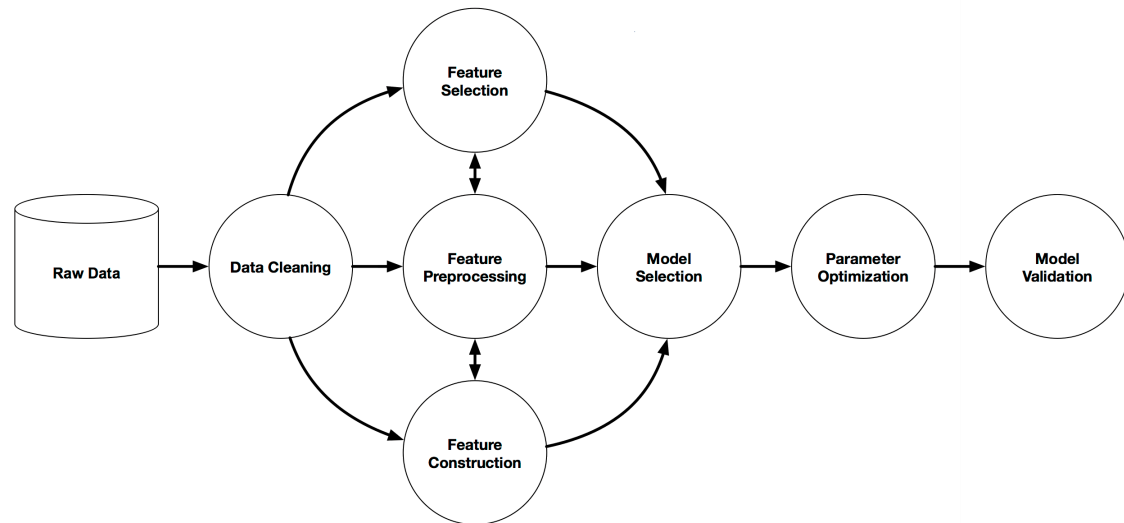 Feature
Selection
Raw Data
Data Cleaning
Feature
Preprocessing
Model
Selection
Parameter
Optimization
Model
Validation
Feature
Construction